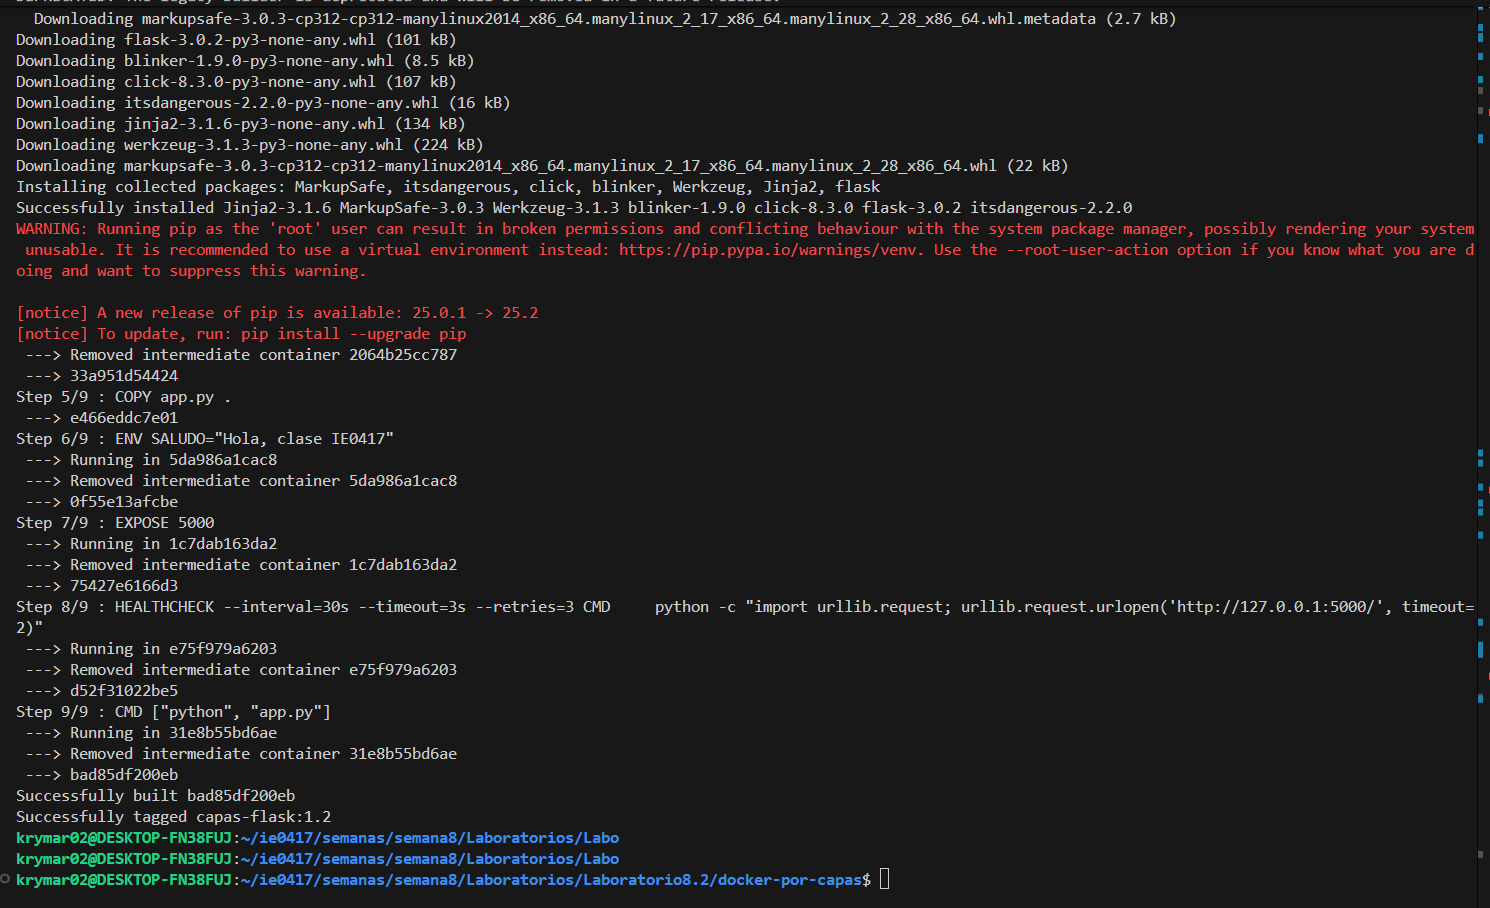 Downloading markupsafe-3.0.3-cp312-cp312-manylinux2014_x86_64.manylinux_2_17_x86_64.manylinux_2_28_x86_64.whl.metadata (2.7 kB)
Downloading flask-3.0.2-py3-none-any.whl (101 kB)
Downloading blinker-1.9.0-py3-none-any.whl (8.5 kB)
Downloading click-8.3.0-py3-none-any.whl (107 kB)
Downloading itsdangerous-2.2.0-py3-none-any.whl (16 kB)
Downloading jinja2-3.1.6-py3-none-any.whl (134 kB)
Downloading werkzeug-3.1.3-py3-none-any.whl (224 kB)
Downloading markupsafe-3.0.3-cp312-cp312-manylinux2014_x86_64.manylinux_2_17_x86_64.manylinux_2_28_x86_64.whl (22 kB)
Installing collected packages: MarkupSafe, itsdangerous, click, blinker, Werkzeug, Jinja2, flask
Successfully installed Jinja2-3.1.6 MarkupSafe-3.0.3 Werkzeug-3.1.3 blinker-1.9.0 click-8.3.0 flask-3.0.2 itsdangerous-2.2.0
WARNING: Running pip as the 'root' user can result in broken permissions and conflicting behaviour with the system package manager, possibly rendering your system
unusable. It is recommended to use a virtual environment instead: https://pip.pypa.io/warnings/venv. Use the --root-user-action option if you know what you are d
oing and want to suppress this warning.
[notice] A new release of pip is available: 25.0.1 -> 25.2
[notice] To update, run: pip install --upgrade pip
---> Removed intermediate container 2064b25cc787
---> 33a951d54424
Step 5/9 : COPY app.py .
---> e466eddc7e01
Step 6/9 : ENV SALUDO="Hola, clase IE0417"
---> Running in 5da986a1cac8
---> Removed intermediate container 5da986a1cac8
---> 0f55e13afcbe
Step 7/9 : EXPOSE 5000
---> Running in 1c7dab163da2
---> Removed intermediate container 1c7dab163da2
---> 75427e6166d3
Step 8/9 : HEALTHCHECK --interval=30s --timeout=3s --retries=3 CMD     python -c "import urllib.request; urllib.request.urlopen('http://127.0.0.1:5000/', timeout=
2)"
---> Running in e75f979a6203
---> Removed intermediate container e75f979a6203
---> d52f31022be5
Step 9/9 : CMD ["python", "app.py"]
---> Running in 31e8b55bd6ae
---> Removed intermediate container 31e8b55bd6ae
---> bad85df200eb
Successfully built bad85df200eb
Successfully tagged capas-flask:1.2
krymar02@DESKTOP-FN38FUJ:~/ie0417/semanas/semana8/Laboratorios/Labo
krymar02@DESKTOP-FN38FUJ:~/ie0417/semanas/semana8/Laboratorios/Labo
krymar02@DESKTOP-FN38FUJ:~/ie0417/semanas/semana8/Laboratorios/Laboratorio8.2/docker-por-capas$